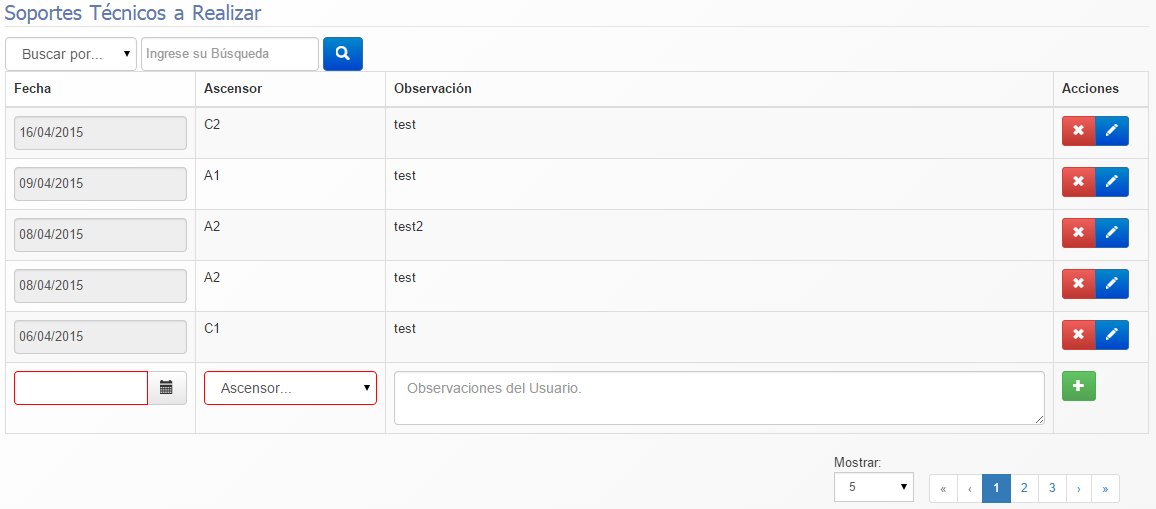 Soportes Técnicos a Realizar
Buscar por... Ingrese su Búsqueda
Fecha Ascensor Observación Acciones
16/04/2015 C2 test
09/04/2015 A1 test
08/04/2015 A2 test2
08/04/2015 A2 test
06/04/2015 C1 test
Ascensor... Observaciones del Usuario.
Mostrar:
5 « ‹ 1 2 3 › »